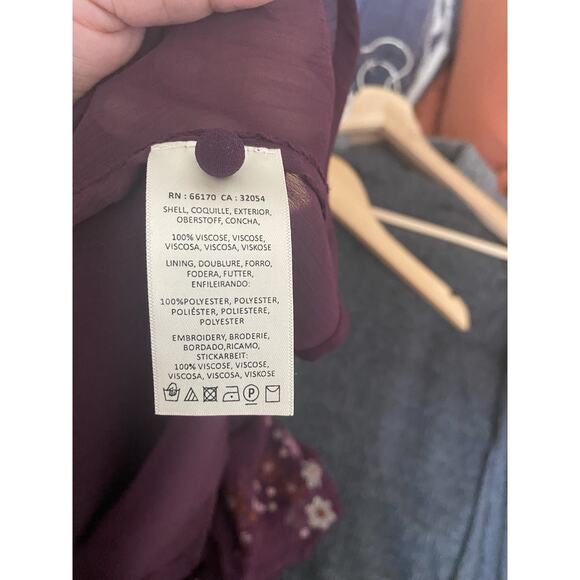 RN : 66170 CA : 32054
SHELL, COQUILLE, EXTERIOR,
OBERSTOFF, CONCHA,
100% VISCOSE, VISCOSE,
VISCOSA, VISCOSA, VISKOSE
LINING, DOUBLURE, FORRO,
FODERA, FUTTER,
ENFILEIRANDO:
100%POLYESTER, POLYESTER,
POLIÉSTER, POLIESTERE,
POLYESTER
EMBROIDERY, BRODERIE,
BORDADO,RICAMO,
STICKARBEIT:
100% VISCOSE, VISCOSE,
VISCOSA, VISCOSA, VISKOSE
P